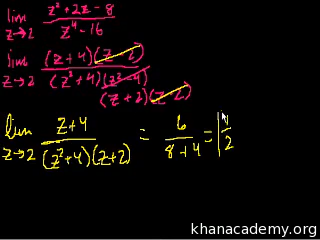 lim z→2 (z² + 2z - 8)/(z⁴ - 16)
lim z→2 (z + 4)(z - 2)/((z² + 4)(z² - 4))
(z + 2)(z - 2)
lim z→2 (z + 4)/((z² + 4)(z + 2)) = 6/(8 + 4) = 1/2
khanacademy.org